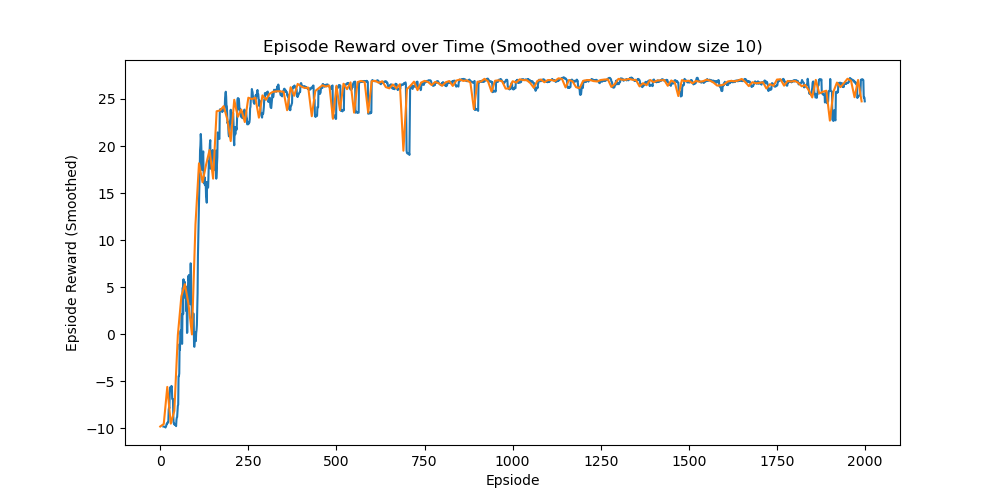 Episode Reward over Time (Smoothed over window size 10)
Epsiode Reward (Smoothed)
25
20
15
10
5
0
−5
−10
0 250 500 750 1000 1250 1500 1750 2000
Epsiode